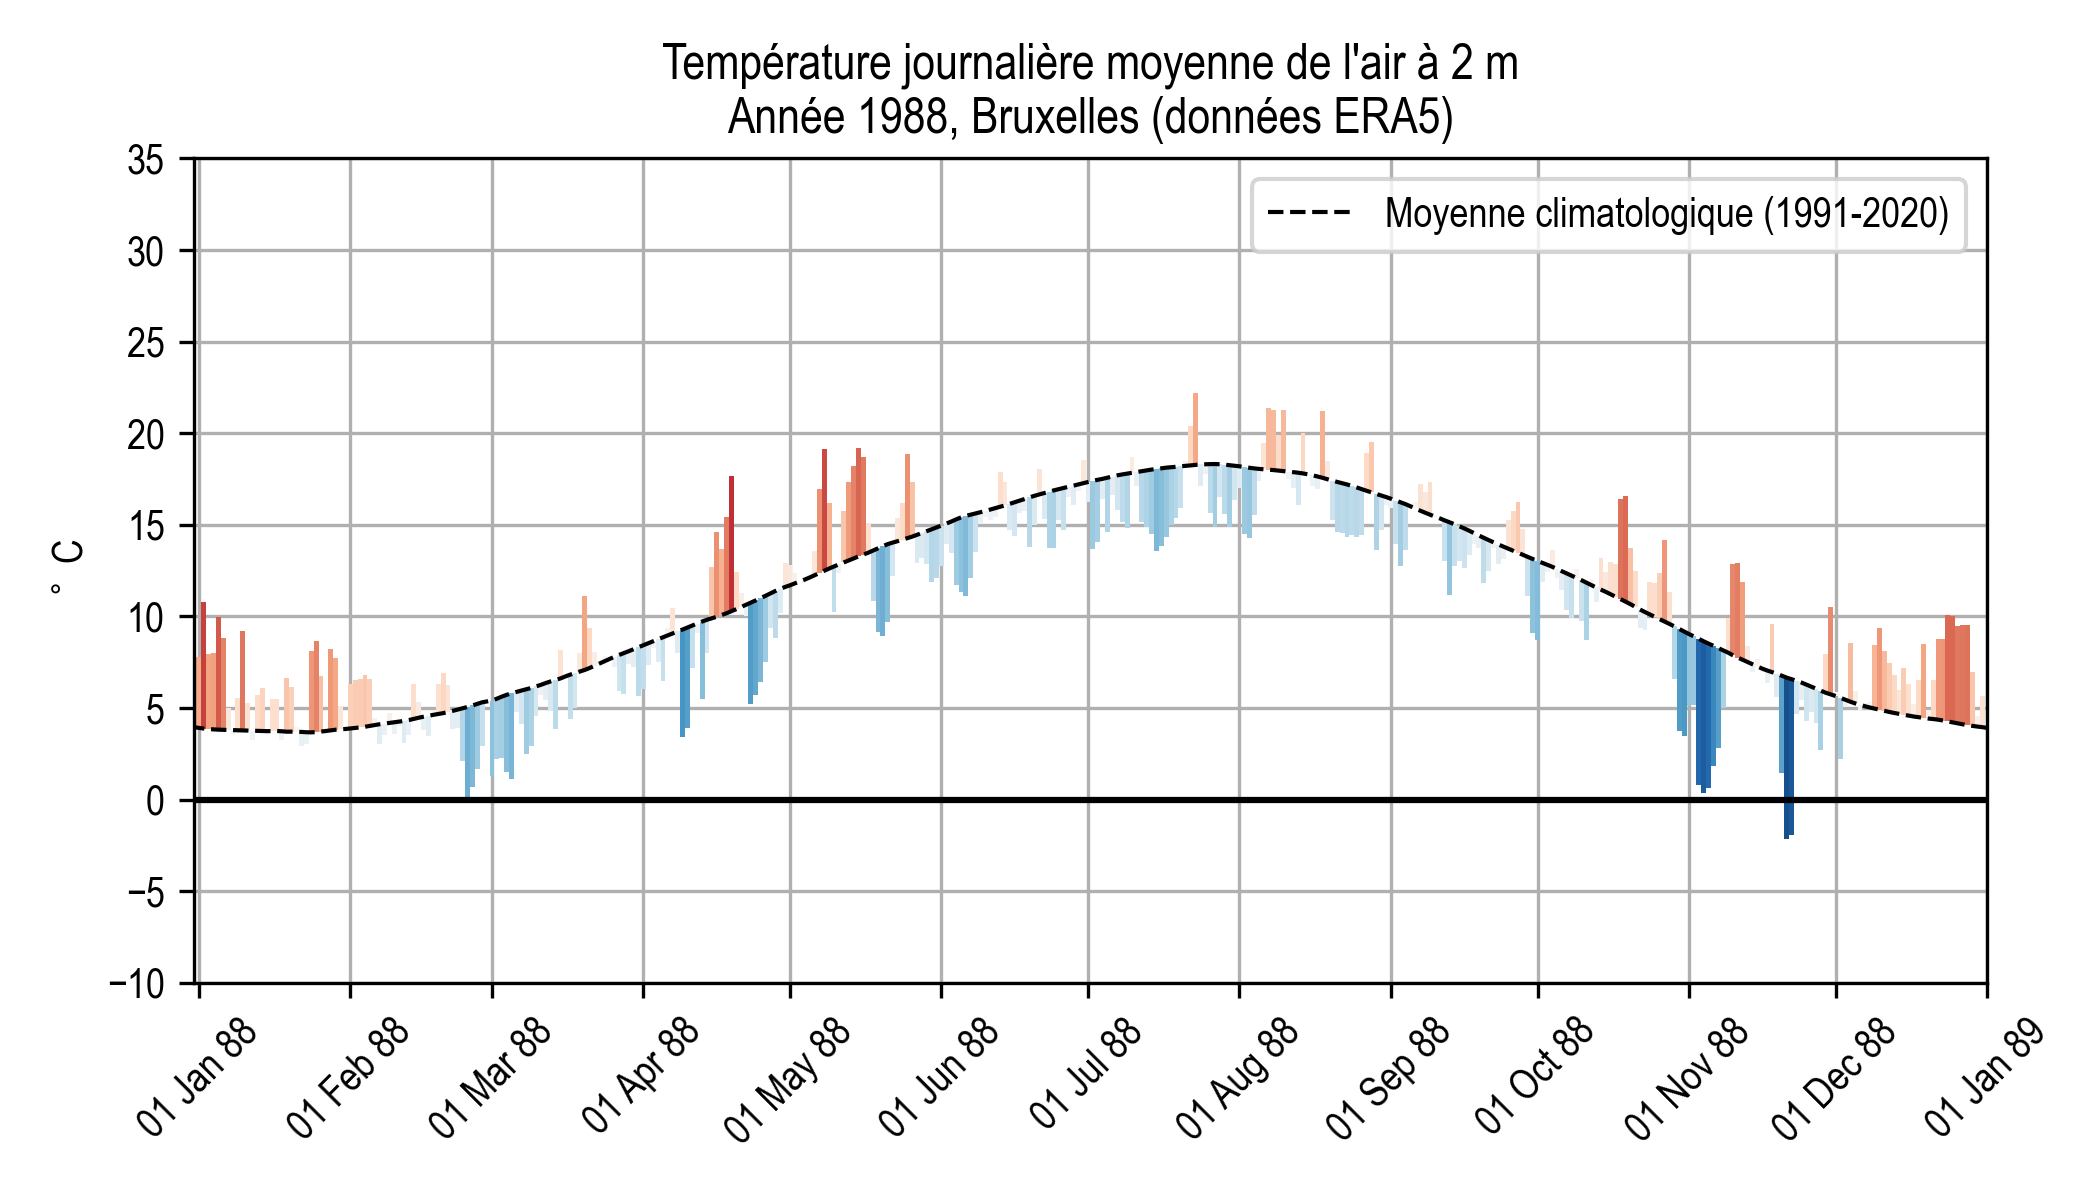 Température journalière moyenne de l'air à 2 m
Année 1988, Bruxelles (données ERA5)
Moyenne climatologique (1991-2020)
° C
35
30
25
20
15
10
5
0
−5
−10
01 Jan 88
01 Feb 88
01 Mar 88
01 Apr 88
01 May 88
01 Jun 88
01 Jul 88
01 Aug 88
01 Sep 88
01 Oct 88
01 Nov 88
01 Dec 88
01 Jan 89